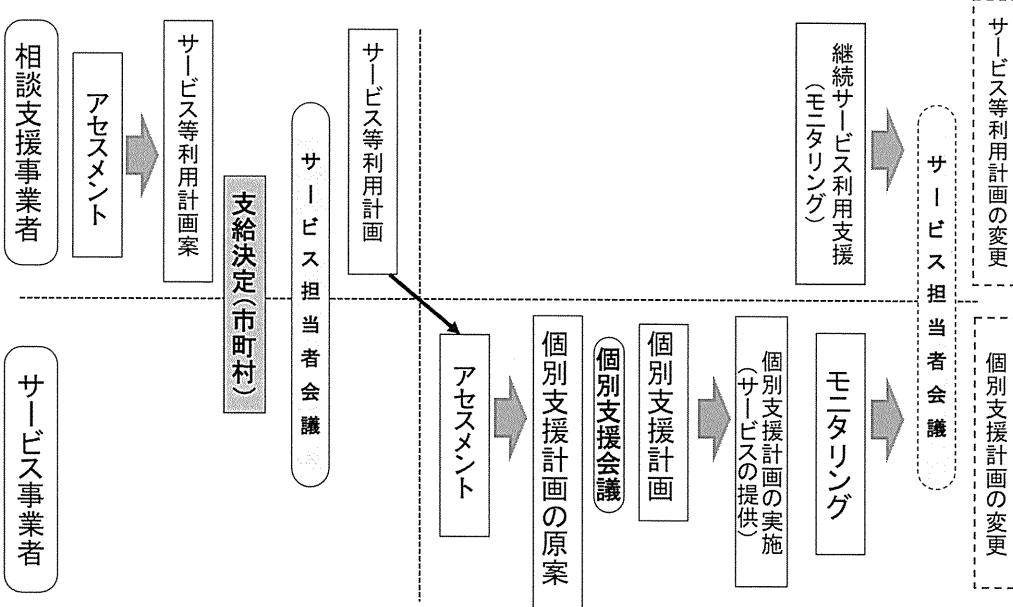 相談支援事業者
アセスメント
サービス等利用計画案
支給決定（市町村）
サービス担当者会議
サービス等利用計画
継続サービス利用支援
（モニタリング）
サービス担当者会議
サービス等利用計画の変更
サービス事業者
アセスメント
個別支援計画の原案
個別支援会議
個別支援計画
個別支援計画の実施
（サービスの提供）
モニタリング
個別支援計画の変更